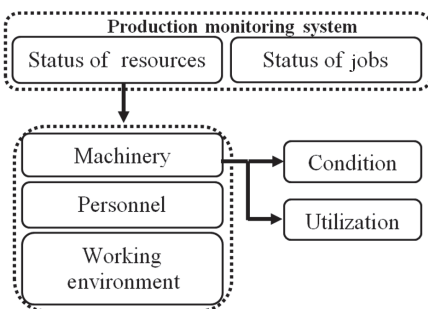 Production monitoring system
Status of resources
Status of jobs
Machinery
Condition
Personnel
Utilization
Working
environment